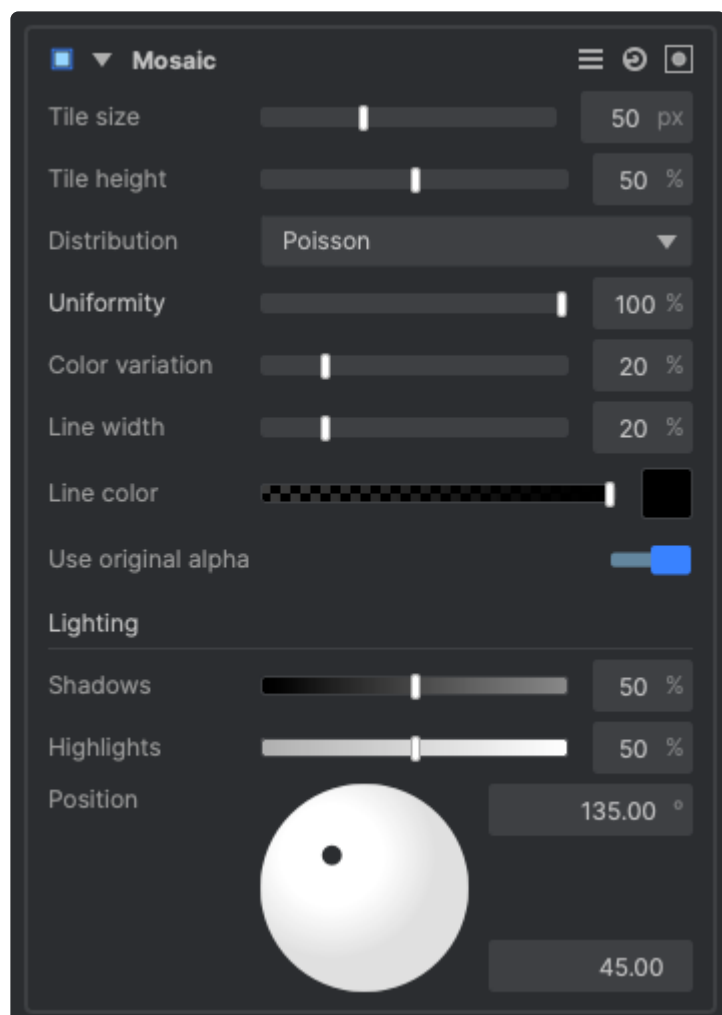 Mosaic
Tile size 50 px
Tile height 50 %
Distribution Poisson
Uniformity 100 %
Color variation 20 %
Line width 20 %
Line color
Use original alpha
Lighting
Shadows 50 %
Highlights 50 %
Position 135.00 °
45.00